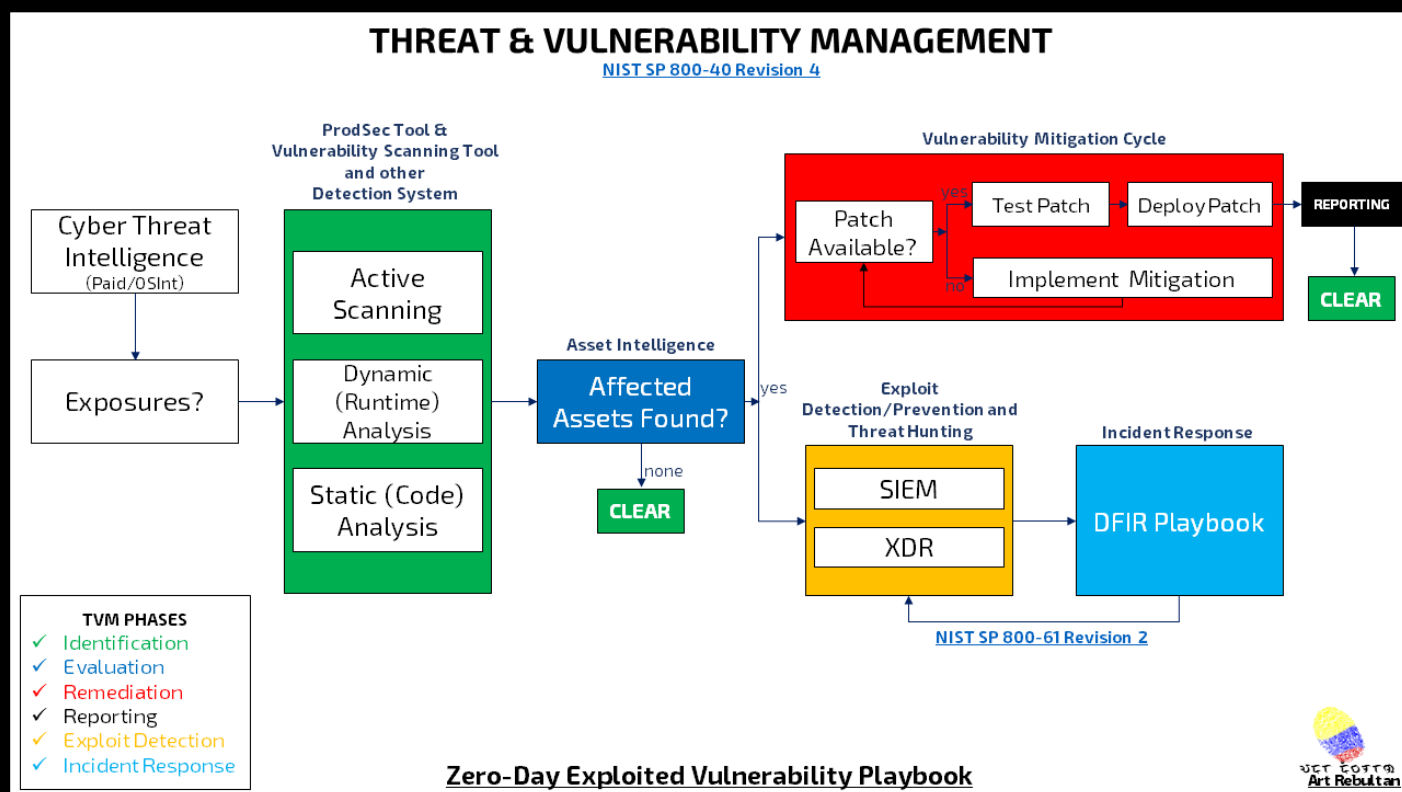 THREAT & VULNERABILITY MANAGEMENT
NIST SP 800-40 Revision 4
ProdSec Tool &
Vulnerability Scanning Tool
and other
Detection System
Vulnerability Mitigation Cycle
Cyber Threat
Intelligence
(Paid/OSInt)
Exposures?
Active
Scanning
Dynamic
(Runtime)
Analysis
Static (Code)
Analysis
Asset Intelligence
Affected
Assets Found?
none
CLEAR
yes
Patch
Available?
yes
Test Patch
Deploy Patch
no
Implement Mitigation
REPORTING
CLEAR
Exploit
Detection/Prevention and
Threat Hunting
SIEM
XDR
Incident Response
DFIR Playbook
NIST SP 800-61 Revision 2
TVM PHASES
✓ Identification
✓ Evaluation
✓ Remediation
✓ Reporting
✓ Exploit Detection
✓ Incident Response
Zero-Day Exploited Vulnerability Playbook
Art Rebultan